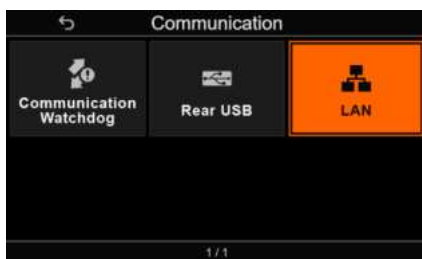 Communication
Communication
Watchdog
Rear USB
LAN
1/1